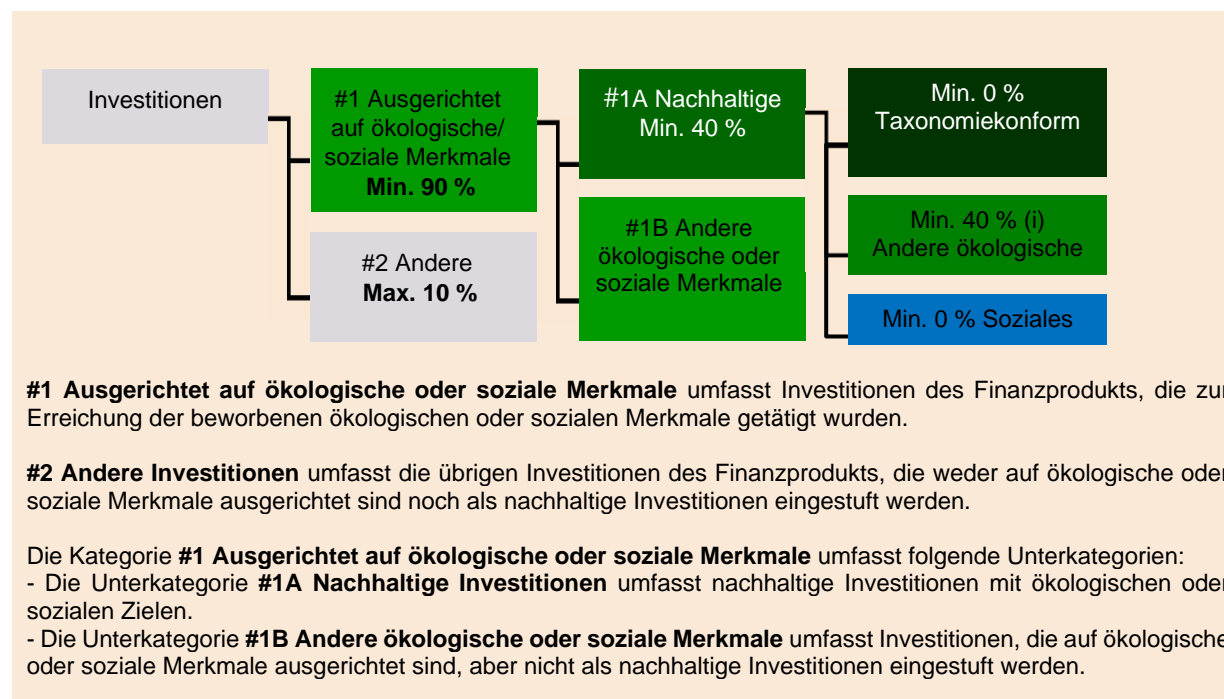 Investitionen
#1 Ausgerichtet
auf ökologische/
soziale Merkmale
Min. 90 %
#2 Andere
Max. 10 %
#1A Nachhaltige
Min. 40 %
#1B Andere
ökologische oder
soziale Merkmale
Min. 0 %
Taxonomiekonform
Min. 40 % (i)
Andere ökologische
Min. 0 % Soziales
#1 Ausgerichtet auf ökologische oder soziale Merkmale umfasst Investitionen des Finanzprodukts, die zur
Erreichung der beworbenen ökologischen oder sozialen Merkmale getätigt wurden.
#2 Andere Investitionen umfasst die übrigen Investitionen des Finanzprodukts, die weder auf ökologische oder
soziale Merkmale ausgerichtet sind noch als nachhaltige Investitionen eingestuft werden.
Die Kategorie #1 Ausgerichtet auf ökologische oder soziale Merkmale umfasst folgende Unterkategorien:
- Die Unterkategorie #1A Nachhaltige Investitionen umfasst nachhaltige Investitionen mit ökologischen oder
sozialen Zielen.
- Die Unterkategorie #1B Andere ökologische oder soziale Merkmale umfasst Investitionen, die auf ökologische
oder soziale Merkmale ausgerichtet sind, aber nicht als nachhaltige Investitionen eingestuft werden.